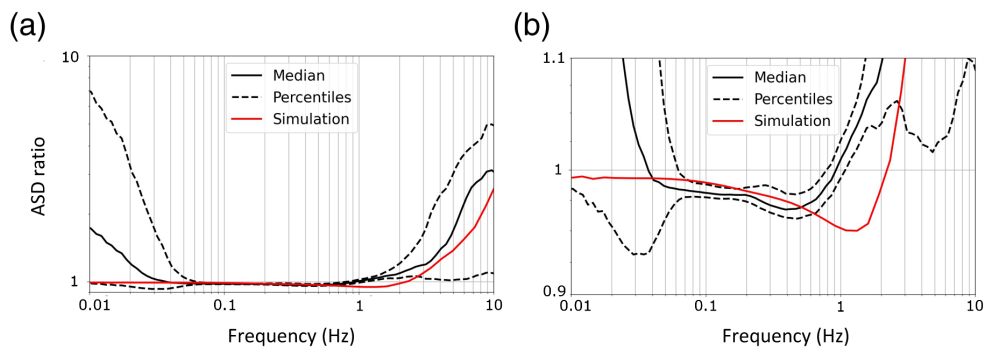 (a)
10
Median
Percentiles
Simulation
ASD ratio
1
0.01
0.1
1
10
Frequency (Hz)
(b)
1.1
Median
Percentiles
Simulation
1
0.9
0.01
0.1
1
10
Frequency (Hz)